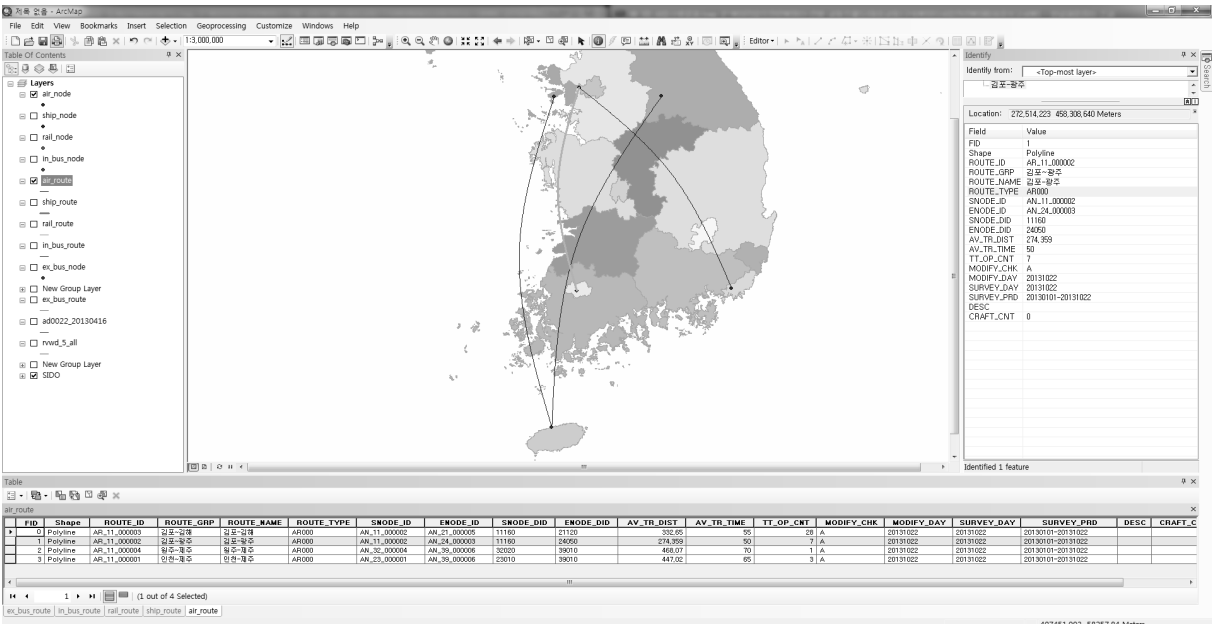 제목 없음 - ArcMap
File Edit View Bookmarks Insert Selection Geoprocessing Customize Windows Help
1:3,000,000
Editor
Table Of Contents
Layers
air_node
ship_node
rail_node
in_bus_node
air_route
ship_route
rail_route
in_bus_route
ex_bus_node
New Group Layer
ex_bus_route
ad0022_20130416
rvwd_5_all
New Group Layer
SIDO
Identify
Identify from: <Top-most layer>
김포-광주
Location: 272,514,223 458,308,640 Meters
Field Value
FID 1
Shape Polyline
ROUTE_ID AR_11_000002
ROUTE_GRP 김포-광주
ROUTE_NAME 김포-광주
ROUTE_TYPE AR000
SNODE_ID AN_11_000002
ENODE_ID AN_24_000003
SNODE_DID 11160
ENODE_DID 24050
AV_TR_DIST 274,359
AV_TR_TIME 50
TT_OP_CNT 7
MODIFY_CHK A
MODIFY_DAY 20131022
SURVEY_DAY 20131022
SURVEY_PRD 20130101-20131022
DESC
CRAFT_CNT 0
Identified 1 feature
Search
Table
air_route
FID Shape ROUTE_ID ROUTE_GRP ROUTE_NAME ROUTE_TYPE SNODE_ID ENODE_ID SNODE_DID ENODE_DID AV_TR_DIST AV_TR_TIME TT_OP_CNT MODIFY_CHK MODIFY_DAY SURVEY_DAY SURVEY_PRD DESC CRAFT_C
0 Polyline AR_11_000003 김포-김해 김포-김해 AR000 AN_11_000002 AN_21_000005 11160 21120 332,65 55 28 A 20131022 20131022 20130101-20131022
1 Polyline AR_11_000002 김포-광주 김포-광주 AR000 AN_11_000002 AN_24_000003 11160 24050 274,359 50 7 A 20131022 20131022 20130101-20131022
2 Polyline AR_11_000004 원주-제주 원주-제주 AR000 AN_32_000004 AN_39_000006 32020 39010 468,07 70 1 A 20131022 20131022 20130101-20131022
3 Polyline AR_11_000001 인천-제주 인천-제주 AR000 AN_23_000001 AN_39_000006 23010 39010 447,02 65 3 A 20131022 20131022 20130101-20131022
1 (1 out of 4 Selected)
ex_bus_route in_bus_route rail_route ship_route air_route